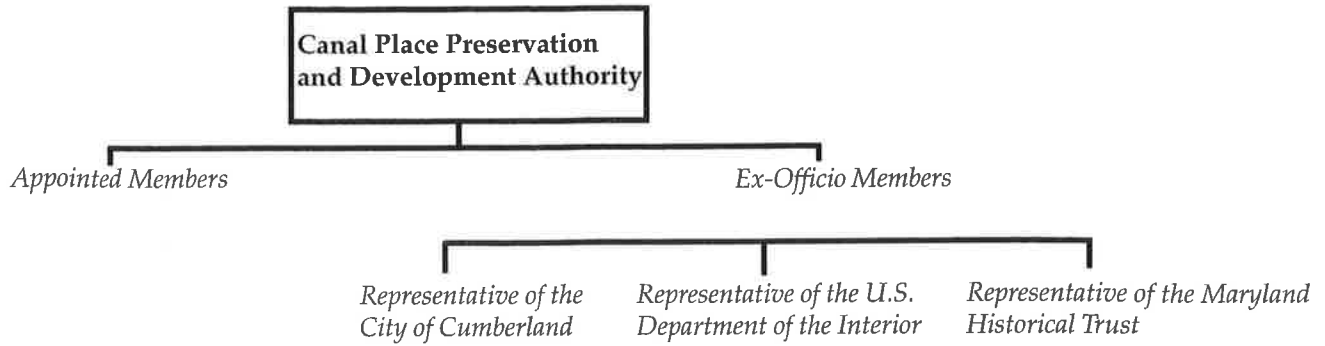 Canal Place Preservation
and Development Authority
Appointed Members
Ex-Officio Members
Representative of the
City of Cumberland
Representative of the U.S.
Department of the Interior
Representative of the Maryland
Historical Trust